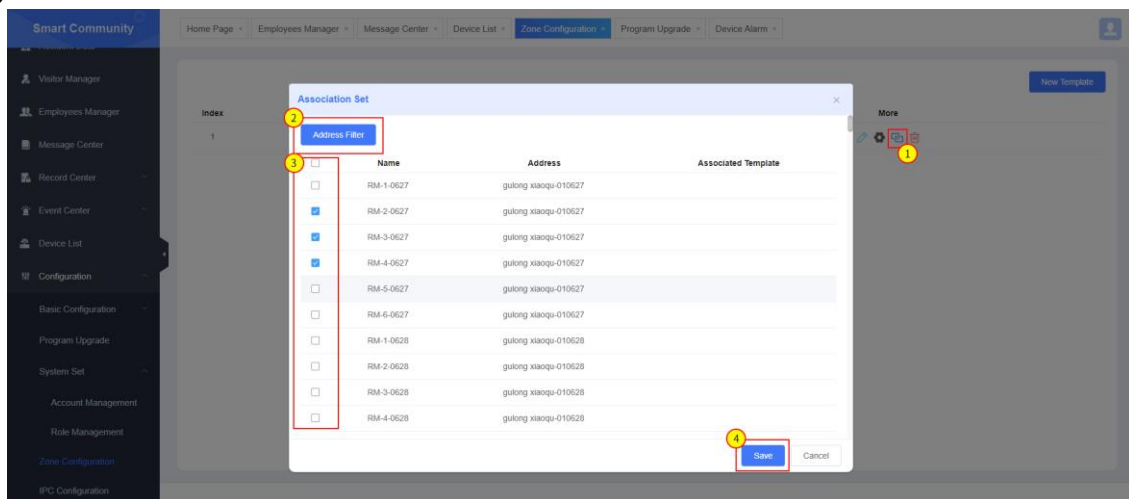 Smart Community
Home Page × Employees Manager × Message Center × Device List × Zone Configuration × Program Upgrade × Device Alarm ×
Visitor Manager
Employees Manager
Message Center
Record Center
Event Center
Device List
Configuration
Basic Configuration
Program Upgrade
System Set
Account Management
Role Management
Zone Configuration
IPC Configuration
New Template
Index More
1
1
Association Set ×
2
Address Filter
3
Name Address Associated Template
RM-1-0627 gulong xiaoqu-010627
RM-2-0627 gulong xiaoqu-010627
RM-3-0627 gulong xiaoqu-010627
RM-4-0627 gulong xiaoqu-010627
RM-5-0627 gulong xiaoqu-010627
RM-6-0627 gulong xiaoqu-010627
RM-1-0628 gulong xiaoqu-010628
RM-2-0628 gulong xiaoqu-010628
RM-3-0628 gulong xiaoqu-010628
RM-4-0628 gulong xiaoqu-010628
4
Save Cancel